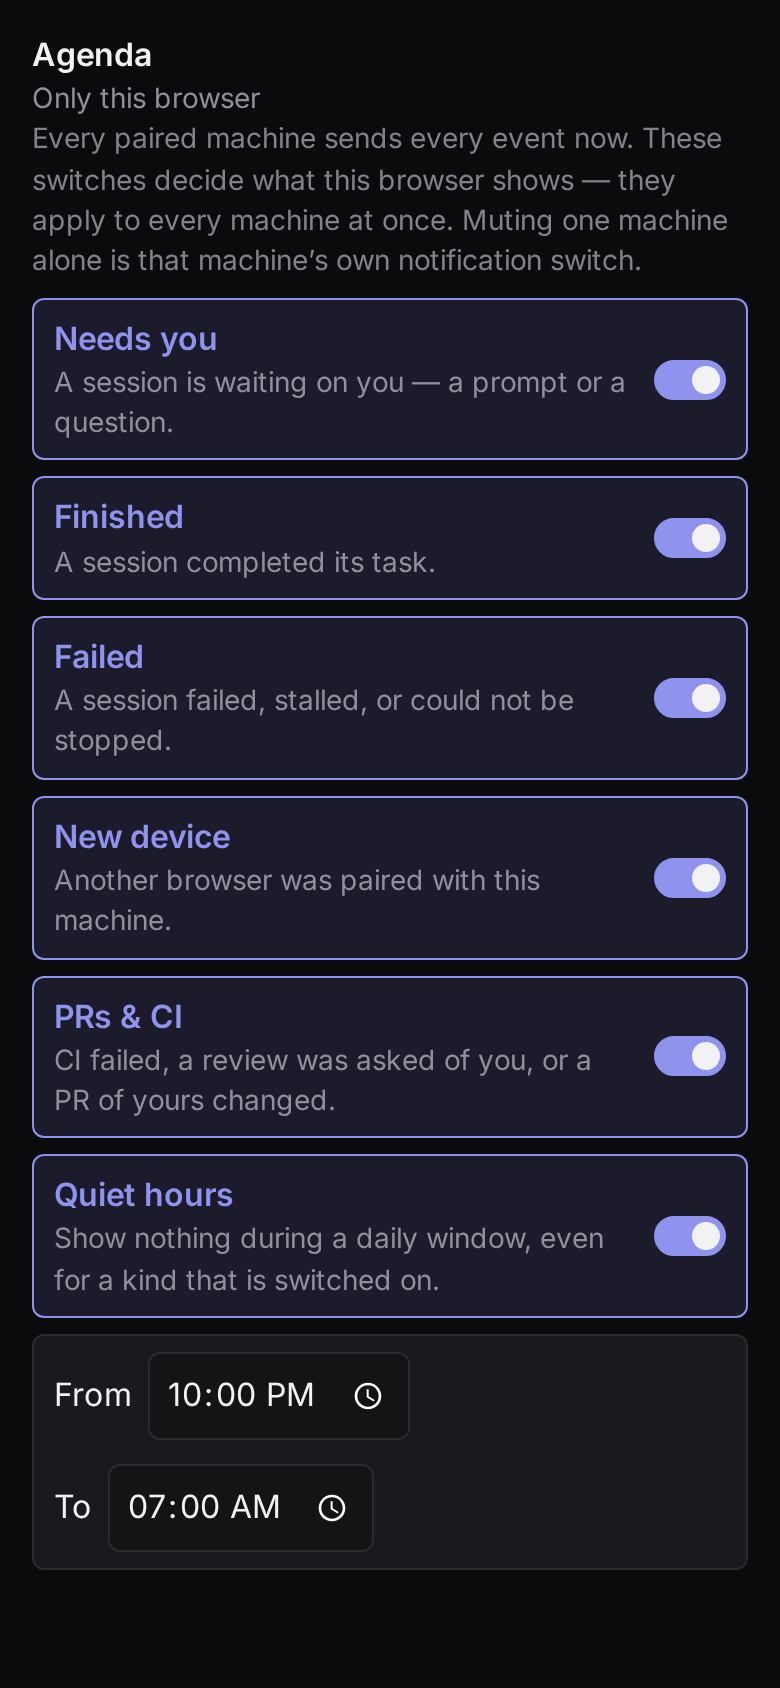 Agenda
Only this browser
Every paired machine sends every event now. These
switches decide what this browser shows — they
apply to every machine at once. Muting one machine
alone is that machine’s own notification switch.
Needs you
A session is waiting on you — a prompt or a
question.
Finished
A session completed its task.
Failed
A session failed, stalled, or could not be
stopped.
New device
Another browser was paired with this
machine.
PRs & CI
CI failed, a review was asked of you, or a
PR of yours changed.
Quiet hours
Show nothing during a daily window, even
for a kind that is switched on.
From 10:00 PM
To 07:00 AM